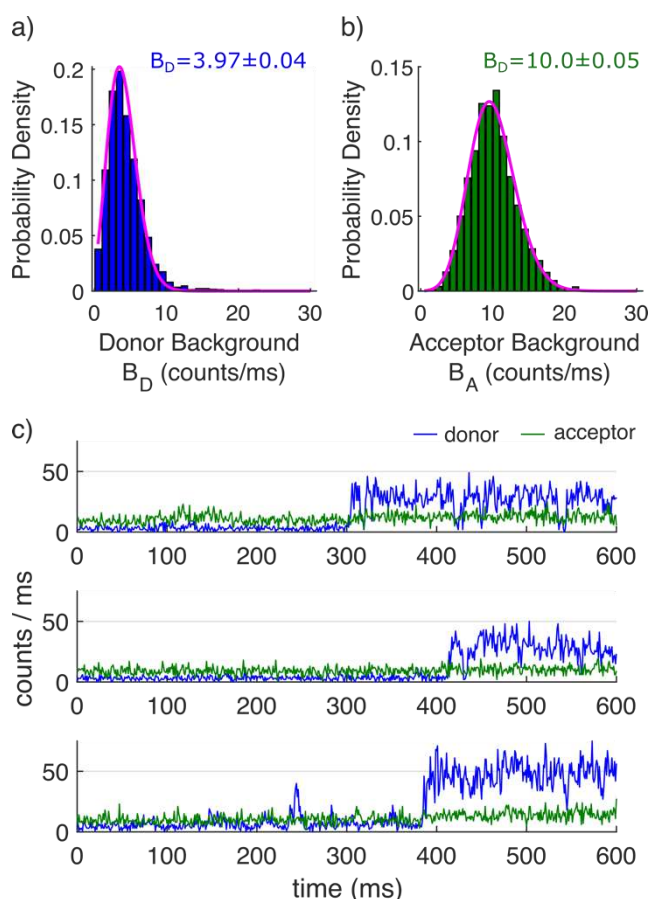 a)
B_D=3.97±0.04
0.2
0.15
0.1
0.05
0
Probability Density
0 10 20 30
Donor Background
B_D (counts/ms)
b)
B_D=10.0±0.05
0.15
0.1
0.05
0
Probability Density
0 10 20 30
Acceptor Background
B_A (counts/ms)
c)
donor acceptor
50
0
0 100 200 300 400 500 600
50
0
0 100 200 300 400 500 600
50
0
0 100 200 300 400 500 600
counts / ms
time (ms)